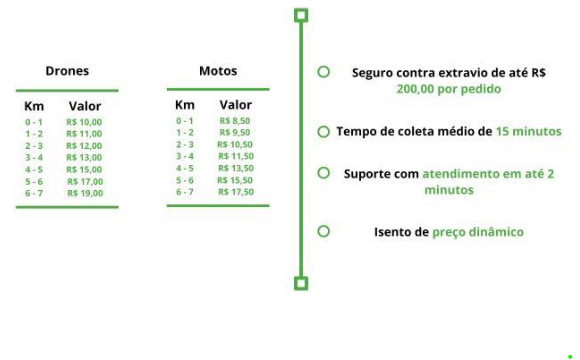 Drones
Km Valor
0 - 1 R$ 10,00
1 - 2 R$ 11,00
2 - 3 R$ 12,00
3 - 4 R$ 13,00
4 - 5 R$ 15,00
5 - 6 R$ 17,00
6 - 7 R$ 19,00
Motos
Km Valor
0 - 1 R$ 8,50
1 - 2 R$ 9,50
2 - 3 R$ 10,50
3 - 4 R$ 11,50
4 - 5 R$ 13,50
5 - 6 R$ 15,50
6 - 7 R$ 17,50
Seguro contra extravio de até R$
200,00 por pedido
Tempo de coleta médio de 15 minutos
Suporte com atendimento em até 2
minutos
Isento de preço dinâmico